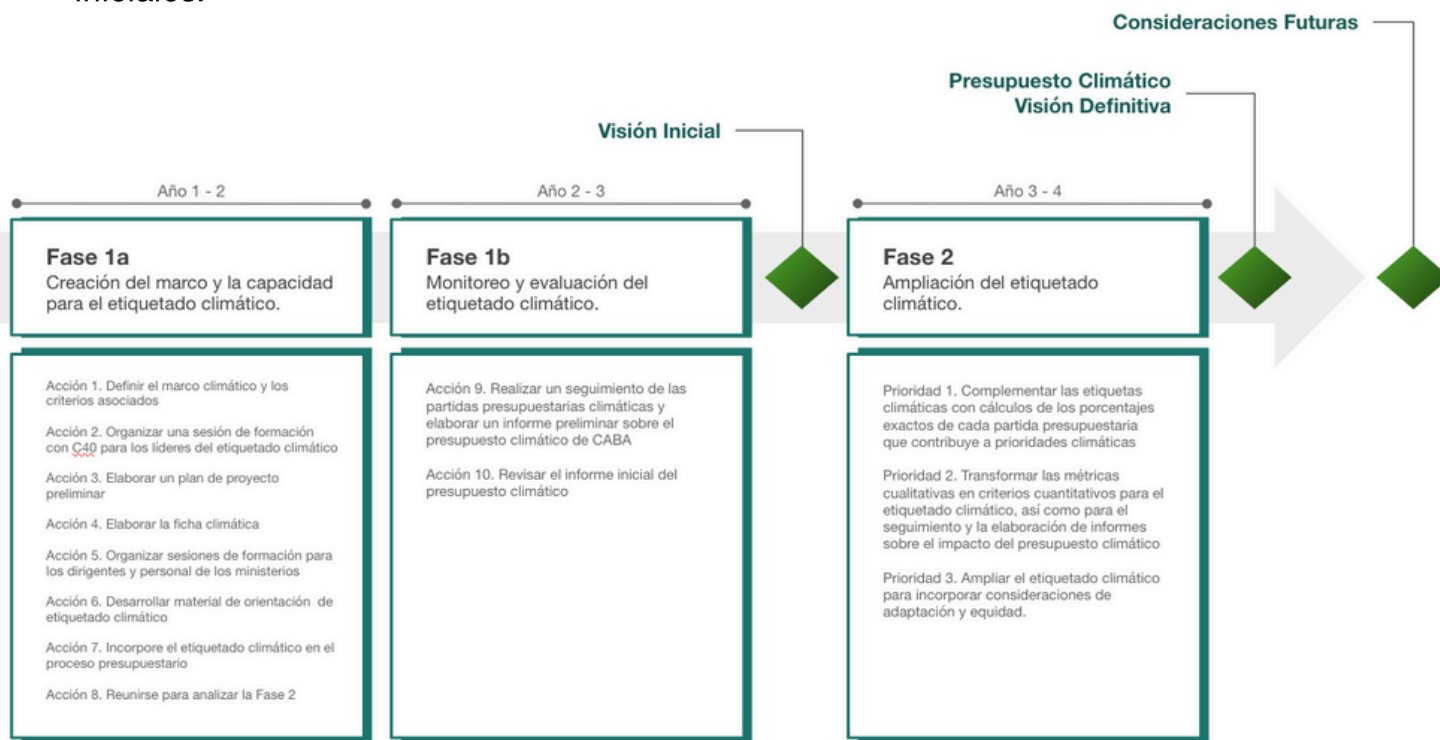 iniciales.
Consideraciones Futuras
Presupuesto Climático
Visión Definitiva
Visión Inicial
Año 1 - 2
Año 2 - 3
Año 3 - 4
Fase 1a
Creación del marco y la capacidad
para el etiquetado climático.
Fase 1b
Monitoreo y evaluación del
etiquetado climático.
Fase 2
Ampliación del etiquetado
climático.
Acción 1. Definir el marco climático y los
criterios asociados
Acción 2. Organizar una sesión de formación
con C40 para los líderes del etiquetado climático
Acción 3. Elaborar un plan de proyecto
preliminar
Acción 4. Elaborar la ficha climática
Acción 5. Organizar sesiones de formación para
los dirigentes y personal de los ministerios
Acción 6. Desarrollar material de orientación de
etiquetado climático
Acción 7. Incorpore el etiquetado climático en el
proceso presupuestario
Acción 8. Reunirse para analizar la Fase 2
Acción 9. Realizar un seguimiento de las
partidas presupuestarias climáticas y
elaborar un informe preliminar sobre el
presupuesto climático de CABA
Acción 10. Revisar el informe inicial del
presupuesto climático
Prioridad 1. Complementar las etiquetas
climáticas con cálculos de los porcentajes
exactos de cada partida presupuestaria
que contribuye a prioridades climáticas
Prioridad 2. Transformar las métricas
cualitativas en criterios cuantitativos para el
etiquetado climático, así como para el
seguimiento y la elaboración de informes
sobre el impacto del presupuesto climático
Prioridad 3. Ampliar el etiquetado climático
para incorporar consideraciones de
adaptación y equidad.